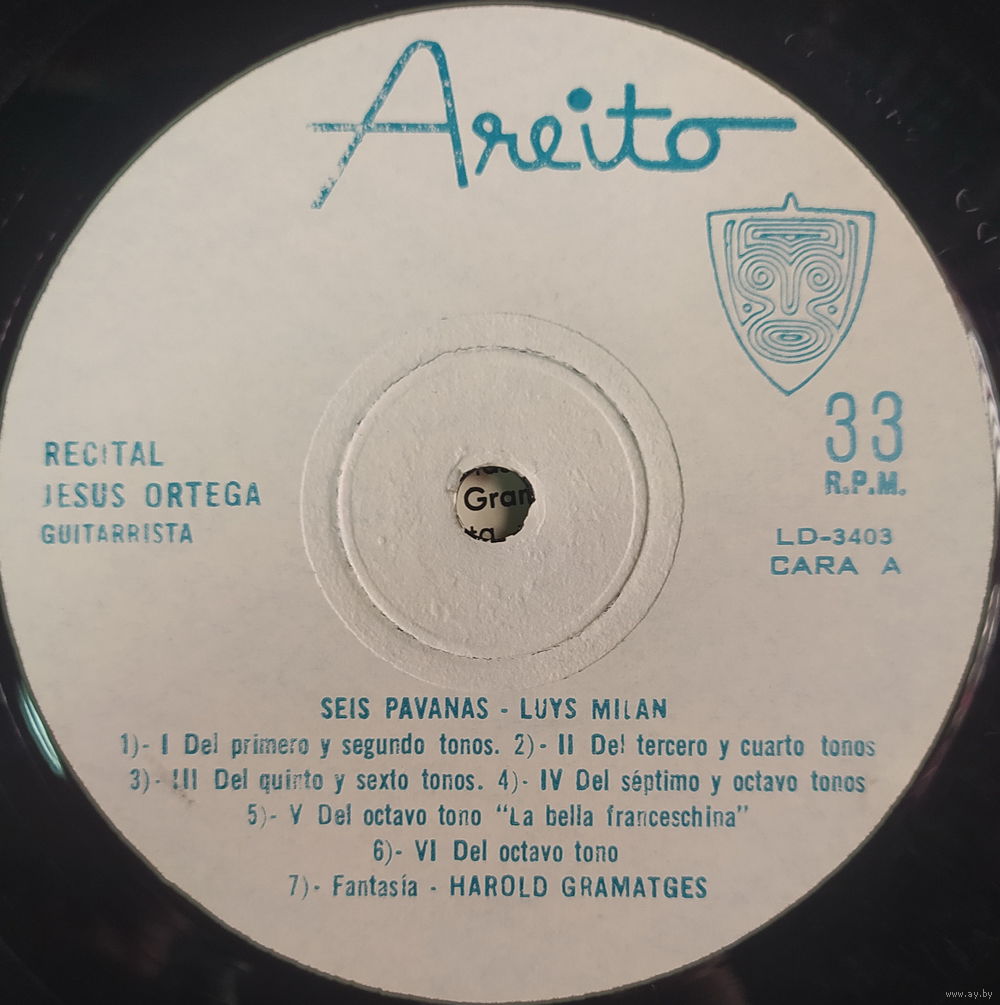 Areito
33
R.P.M.
LD-3403
CARA A
RECITAL
JESUS ORTEGA
GUITARRISTA
Gran
SEIS PAVANAS - LUYS MILAN
1)- I Del primero y segundo tonos. 2)- II Del tercero y cuarto tonos
3)- III Del quinto y sexto tonos. 4)- IV Del séptimo y octavo tonos
5)- V Del octavo tono "La bella franceschina"
6)- VI Del octavo tono
7)- Fantasía - HAROLD GRAMATGES
www.ay.by